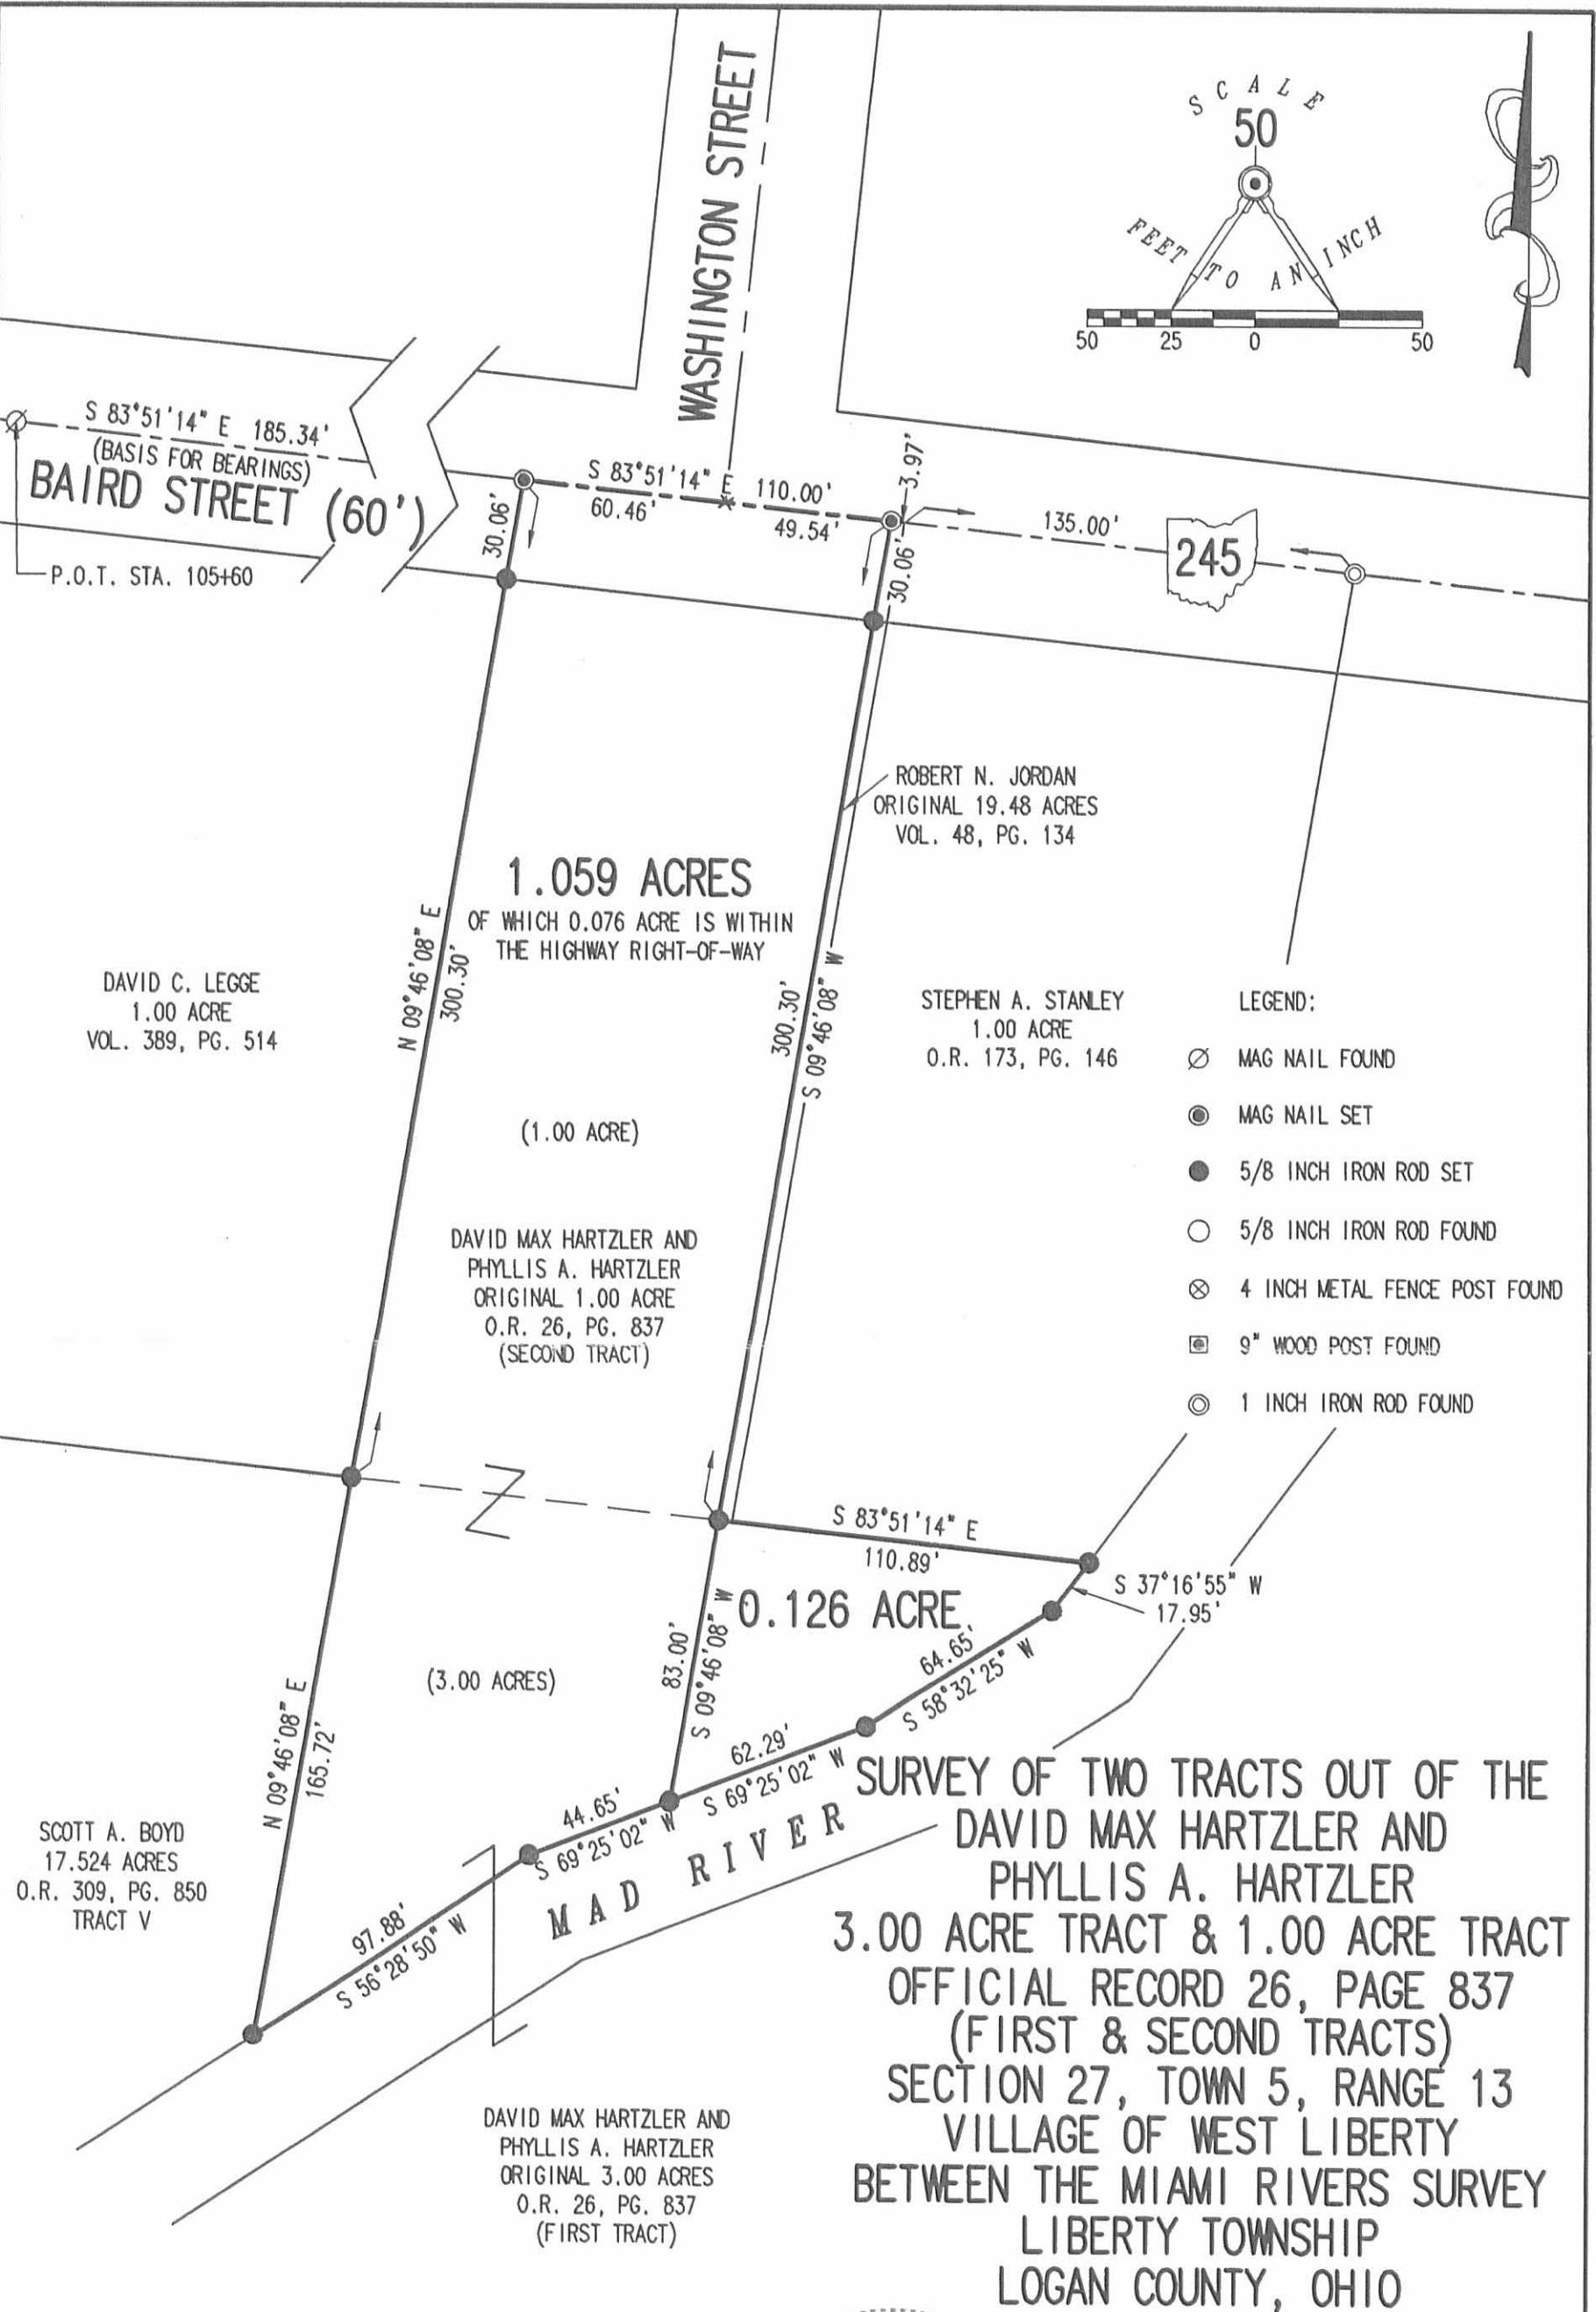 WASHINGTON STREET
SCALE
50
FEET TO AN INCH
50 25 0 50
S 83°51'14" E 185.34'
(BASIS FOR BEARINGS)
BAIRD STREET (60')
P.O.T. STA. 105+60
S 83°51'14" E 110.00'
60.46'
49.54'
3.97'
135.00'
245
30.06'
30.06'
ROBERT N. JORDAN
ORIGINAL 19.48 ACRES
VOL. 48, PG. 134
1.059 ACRES
OF WHICH 0.076 ACRE IS WITHIN
THE HIGHWAY RIGHT-OF-WAY
N 09°46'08" E
300.30'
300.30'
S 09°46'08" W
DAVID C. LEGGE
1.00 ACRE
VOL. 389, PG. 514
STEPHEN A. STANLEY
1.00 ACRE
O.R. 173, PG. 146
LEGEND:
MAG NAIL FOUND
MAG NAIL SET
5/8 INCH IRON ROD SET
5/8 INCH IRON ROD FOUND
4 INCH METAL FENCE POST FOUND
9" WOOD POST FOUND
1 INCH IRON ROD FOUND
(1.00 ACRE)
DAVID MAX HARTZLER AND
PHYLLIS A. HARTZLER
ORIGINAL 1.00 ACRE
O.R. 26, PG. 837
(SECOND TRACT)
S 83°51'14" E
110.89'
S 37°16'55" W
17.95'
0.126 ACRE
83.00'
S 09°46'08" W
64.65'
S 58°32'25" W
(3.00 ACRES)
N 09°46'08" E
165.72'
62.29'
S 69°25'02" W
44.65'
S 69°25'02" W
MAD RIVER
97.88'
S 56°28'50" W
SCOTT A. BOYD
17.524 ACRES
O.R. 309, PG. 850
TRACT V
DAVID MAX HARTZLER AND
PHYLLIS A. HARTZLER
ORIGINAL 3.00 ACRES
O.R. 26, PG. 837
(FIRST TRACT)
SURVEY OF TWO TRACTS OUT OF THE
DAVID MAX HARTZLER AND
PHYLLIS A. HARTZLER
3.00 ACRE TRACT & 1.00 ACRE TRACT
OFFICIAL RECORD 26, PAGE 837
(FIRST & SECOND TRACTS)
SECTION 27, TOWN 5, RANGE 13
VILLAGE OF WEST LIBERTY
BETWEEN THE MIAMI RIVERS SURVEY
LIBERTY TOWNSHIP
LOGAN COUNTY, OHIO